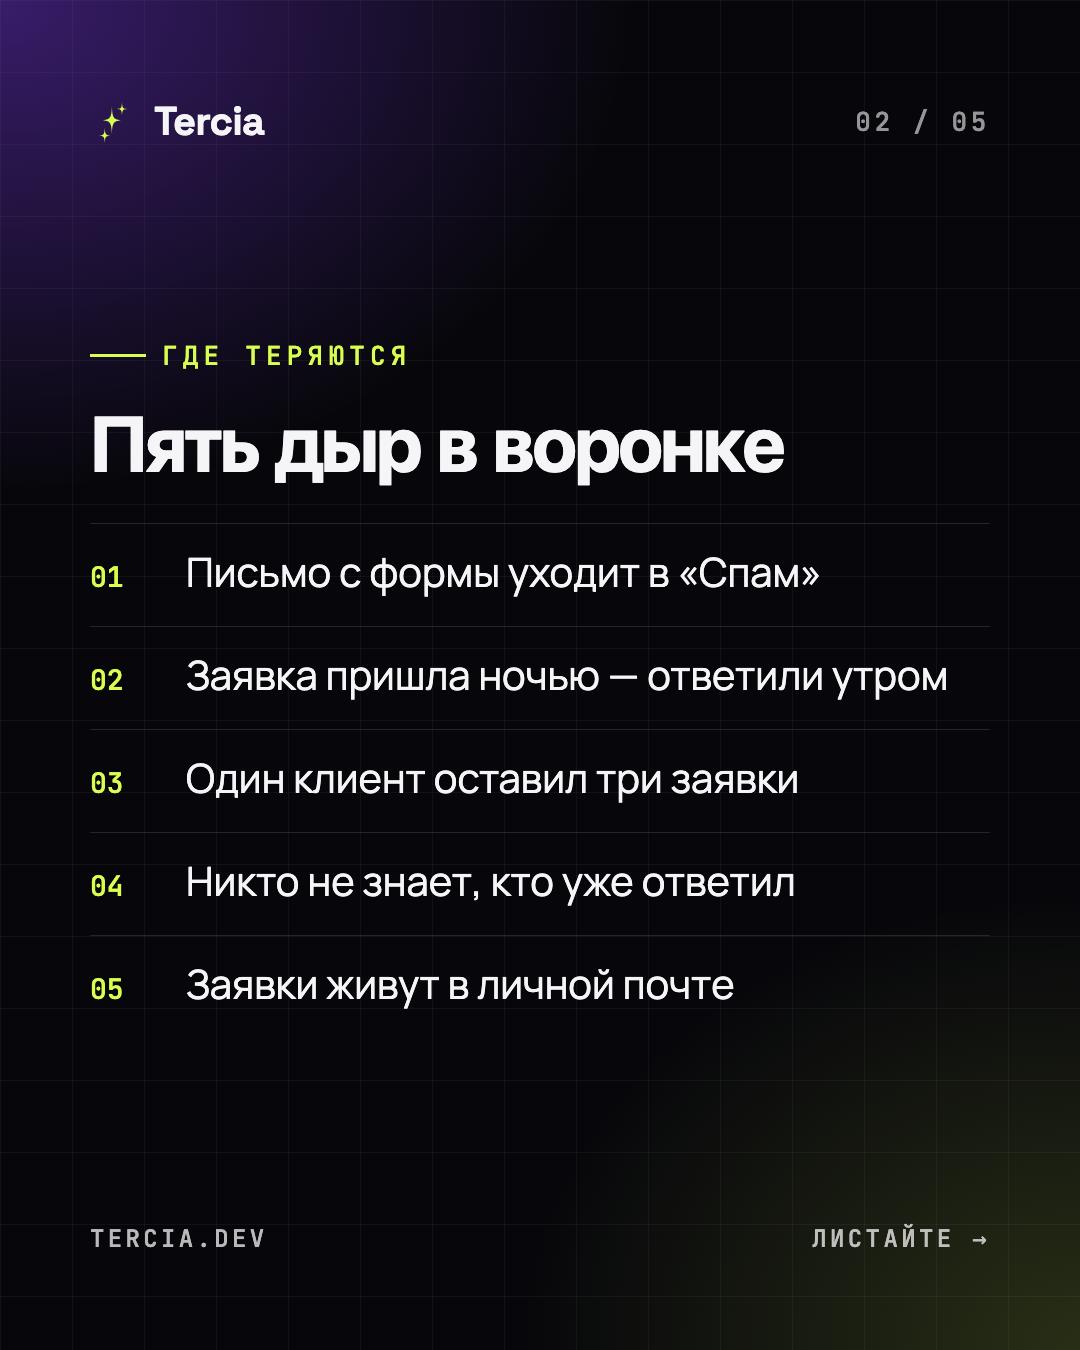 Tercia
02 / 05
ГДЕ ТЕРЯЮТСЯ
Пять дыр в воронке
01 Письмо с формы уходит в «Спам»
02 Заявка пришла ночью — ответили утром
03 Один клиент оставил три заявки
04 Никто не знает, кто уже ответил
05 Заявки живут в личной почте
TERCIA.DEV
ЛИСТАЙТЕ →